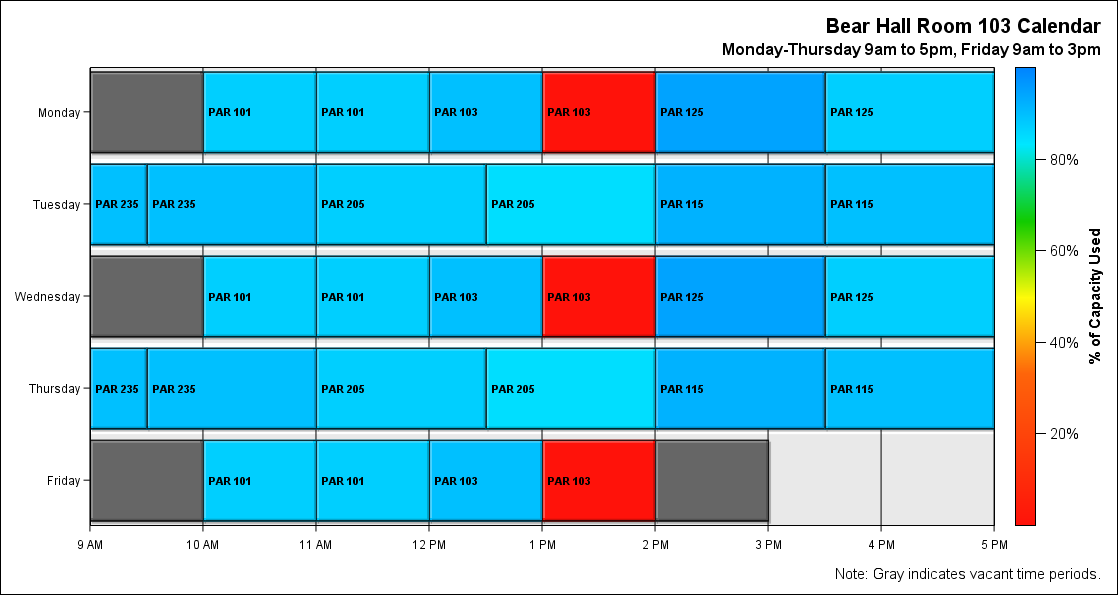 Bear Hall Room 103 Calendar
Monday-Thursday 9am to 5pm, Friday 9am to 3pm
Monday PAR 101 PAR 101 PAR 103 PAR 103 PAR 125 PAR 125
80%
Tuesday PAR 235 PAR 235 PAR 205 PAR 205 PAR 115 PAR 115
60%
Wednesday PAR 101 PAR 101 PAR 103 PAR 103 PAR 125 PAR 125
% of Capacity Used
40%
Thursday PAR 235 PAR 235 PAR 205 PAR 205 PAR 115 PAR 115
20%
Friday PAR 101 PAR 101 PAR 103 PAR 103
9 AM 10 AM 11 AM 12 PM 1 PM 2 PM 3 PM 4 PM 5 PM
Note: Gray indicates vacant time periods.